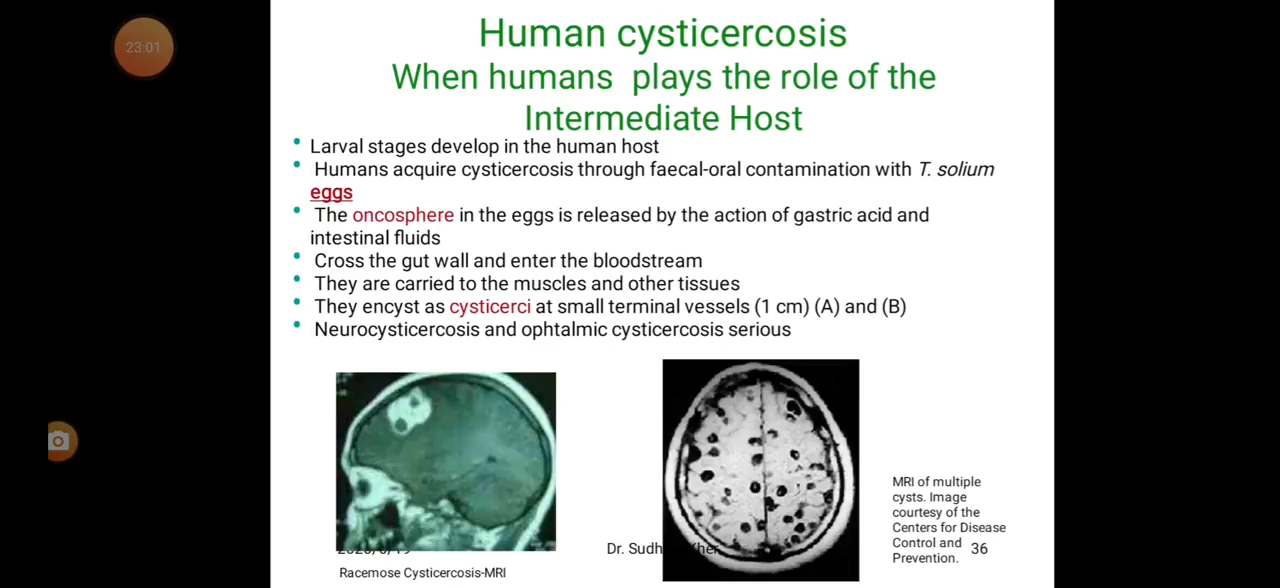 23:01
Human cysticercosis
When humans plays the role of the
Intermediate Host
• Larval stages develop in the human host
• Humans acquire cysticercosis through faecal-oral contamination with T. solium
eggs
• The oncosphere in the eggs is released by the action of gastric acid and
intestinal fluids
• Cross the gut wall and enter the bloodstream
• They are carried to the muscles and other tissues
• They encyst as cysticerci at small terminal vessels (1 cm) (A) and (B)
• Neurocysticercosis and ophtalmic cysticercosis serious
MRI of multiple
cysts. Image
courtesy of the
Centers for Disease
Control and
Prevention.
Dr. Sudh
36
Racemose Cysticercosis-MRI